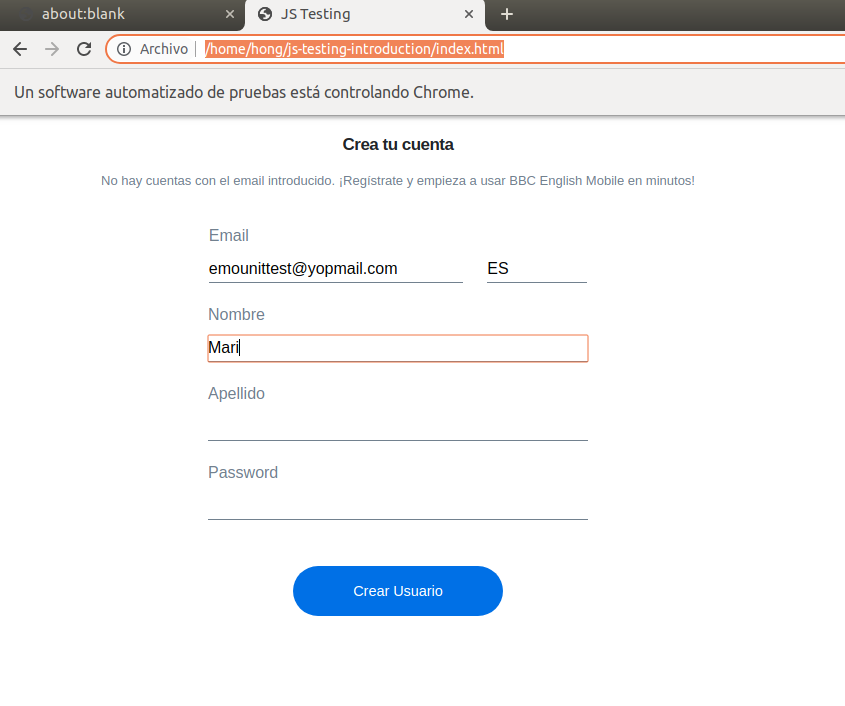 about:blank
JS Testing
Archivo
/home/hong/js-testing-introduction/index.html
Un software automatizado de pruebas está controlando Chrome.
Crea tu cuenta
No hay cuentas con el email introducido. ¡Regístrate y empieza a usar BBC English Mobile en minutos!
Email
emounittest@yopmail.com ES
Nombre
Mari
Apellido
Password
Crear Usuario